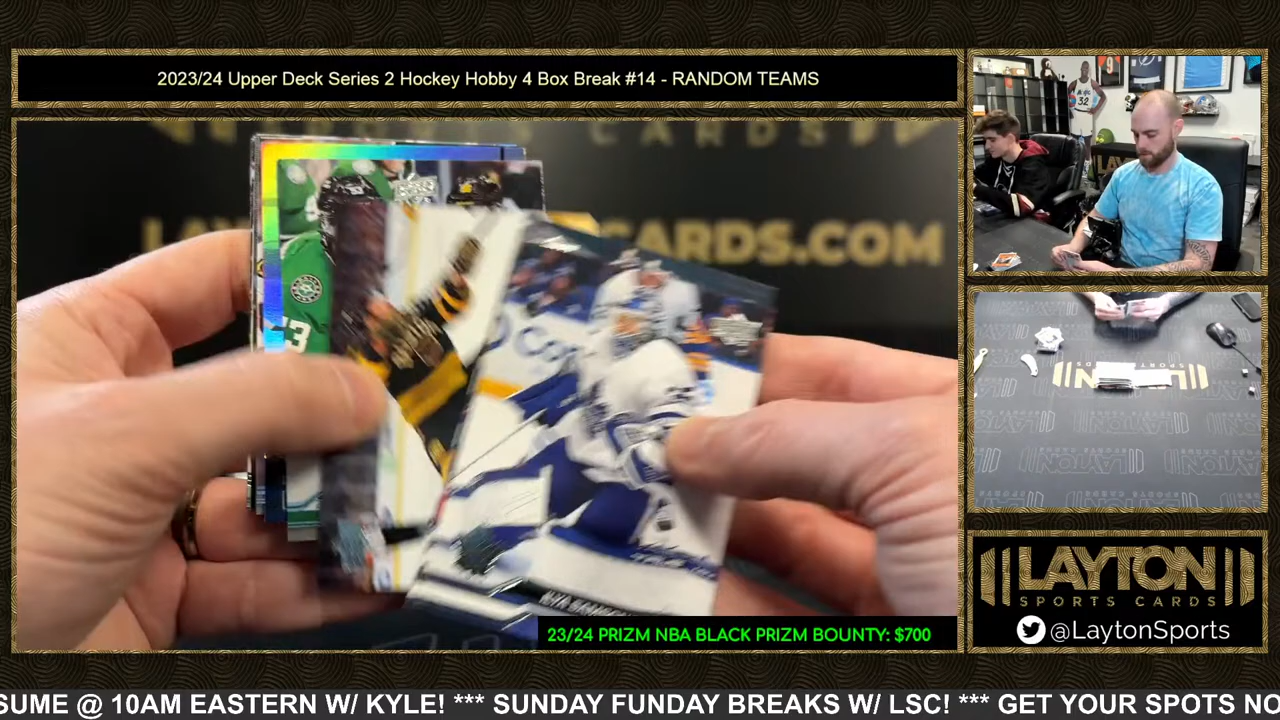 2023/24 Upper Deck Series 2 Hockey Hobby 4 Box Break #14 - RANDOM TEAMS
CARDS.COM
23/24 PRIZM NBA BLACK PRIZM BOUNTY: $700
LAYTON
SPORTS CARDS
@LaytonSports
SUME @ 10AM EASTERN W/ KYLE! *** SUNDAY FUNDAY BREAKS W/ LSC! *** GET YOUR SPOTS NO